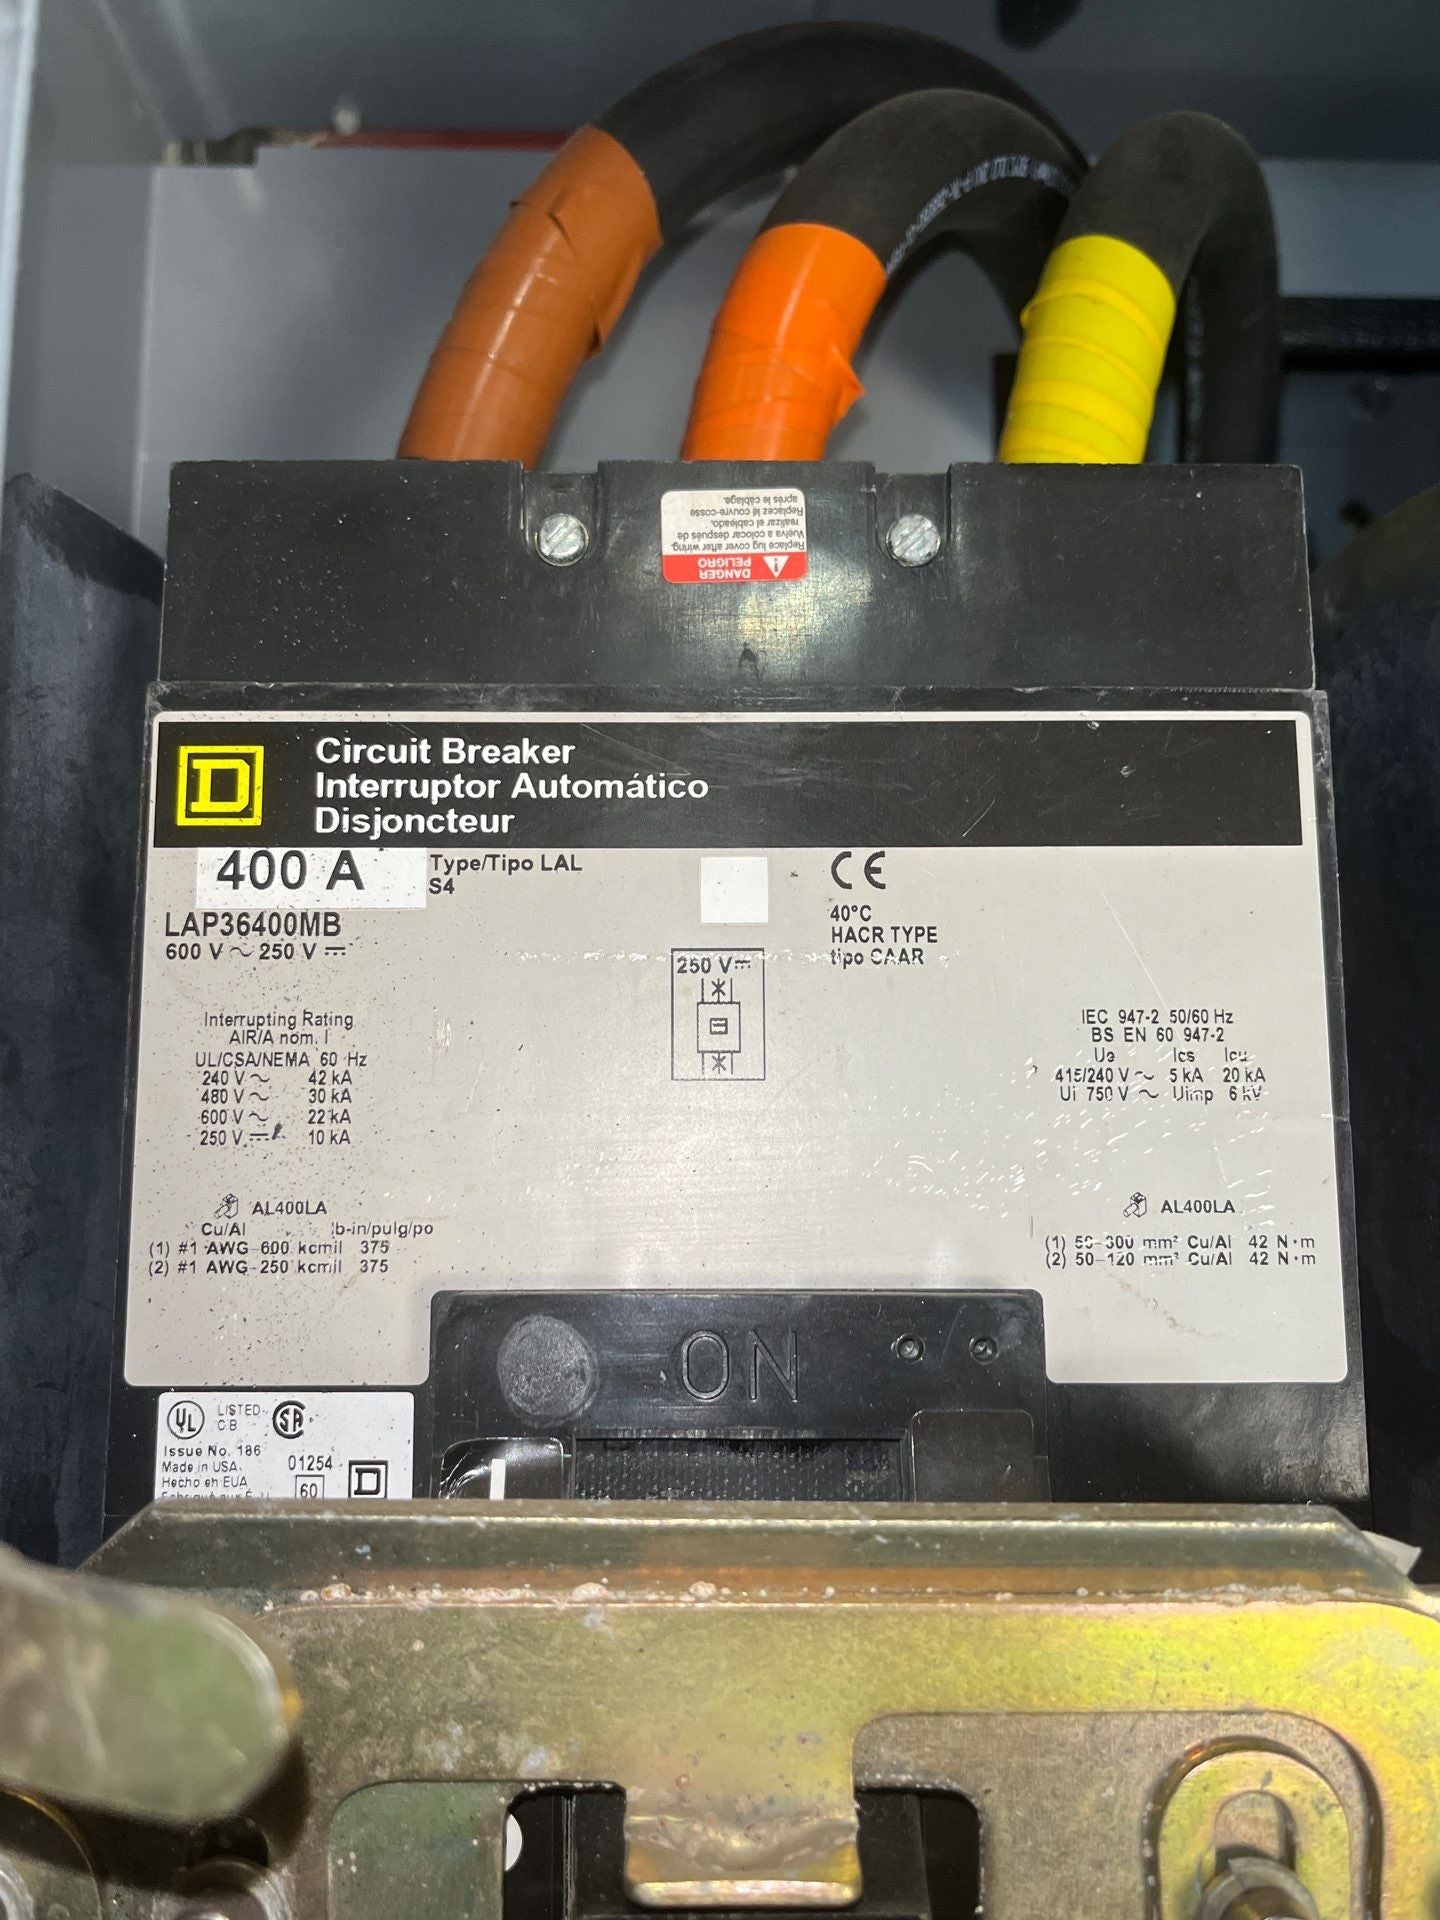 Replace lug cover after wiring.
Vuelva a colocar después de
realizar el cableado.
Replacez le couvre-cosse
après le câblage.
DANGER
PELIGRO
D
Circuit Breaker
Interruptor Automático
Disjoncteur
400 A
Type/Tipo LAL
S4
LAP36400MB
600 V ~ 250 V ⎓
CE
40°C
HACR TYPE
tipo CAAR
250 V ⎓
Interrupting Rating
AIR/A nom. I
UL/CSA/NEMA 60 Hz
240 V ~ 42 kA
480 V ~ 30 kA
600 V ~ 22 kA
250 V ⎓ 10 kA
IEC 947-2 50/60 Hz
BS EN 60 947-2
Ue Ics Icu
415/240 V ~ 5 kA 20 kA
Ui 750 V ~ Uimp 6 kV
AL400LA
Cu/Al lb-in/pulg/po
(1) #1 AWG-600 kcmil 375
(2) #1 AWG-250 kcmil 375
AL400LA
(1) 50-300 mm² Cu/Al 42 N·m
(2) 50-120 mm² Cu/Al 42 N·m
ON
UL LISTED
C.B.
SA
Issue No. 186
Made in USA
Hecho en EUA
01254
60
D
I